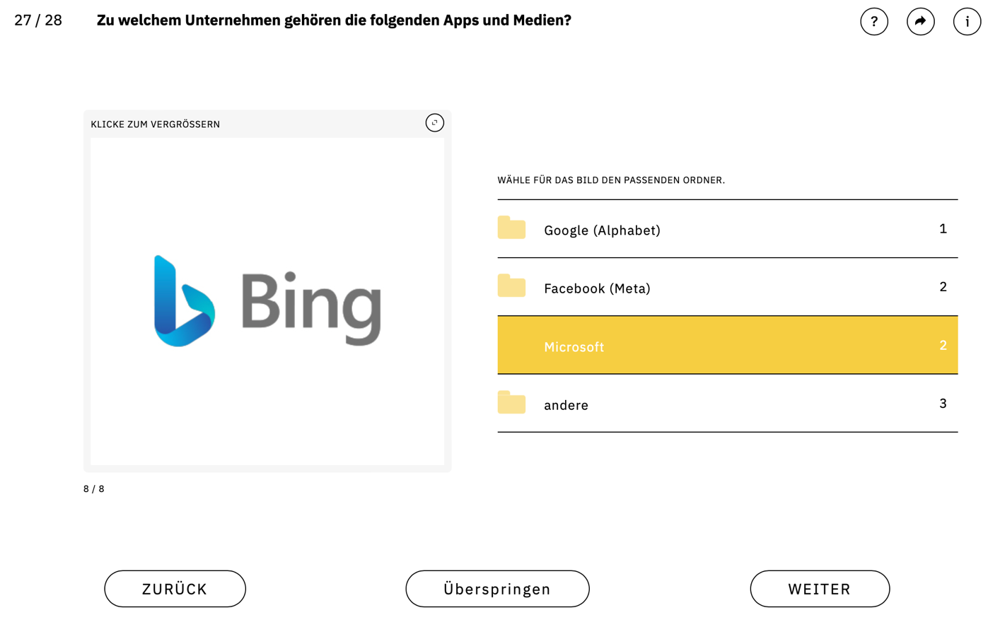 27 / 28
Zu welchem Unternehmen gehören die folgenden Apps und Medien?
?
i
KLICKE ZUM VERGRÖSSERN
Bing
8 / 8
WÄHLE FÜR DAS BILD DEN PASSENDEN ORDNER.
Google (Alphabet) 1
Facebook (Meta) 2
Microsoft 2
andere 3
ZURÜCK
Überspringen
WEITER